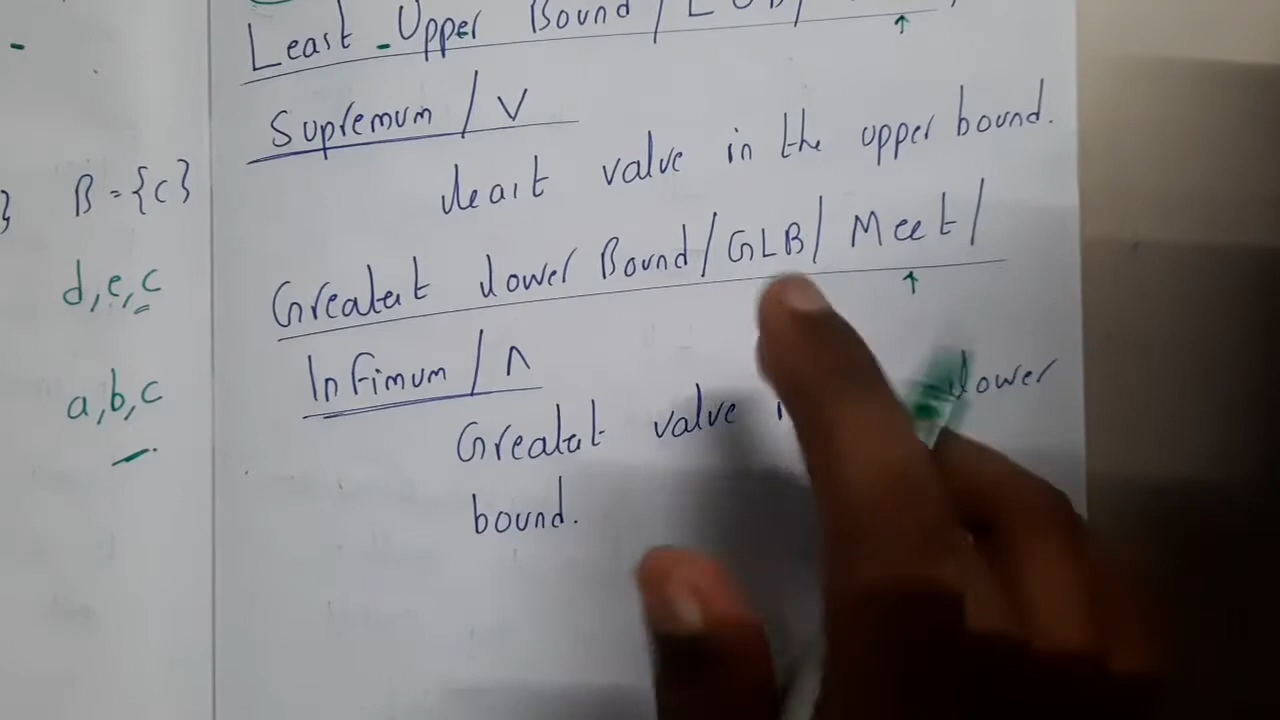 Least Upper Bound / LUB /
Supremum / V
Least value in the upper bound.
} B = {c}
Greatest Lower Bound / GLB / Meet /
d, e, c
Infimum / Λ
a, b, c
Greatest value lower
bound.